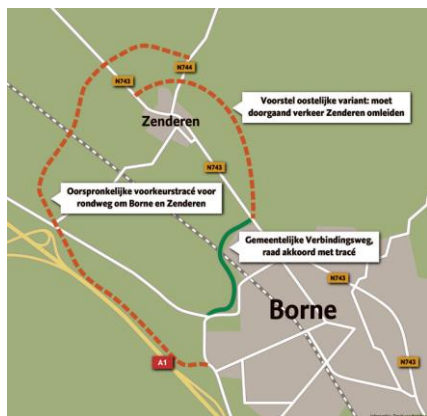 N744
N743
Voorstel oostelijke variant: moet
doorgaand verkeer Zenderen omleiden
Zenderen
N743
Oorspronkelijke voorkeurstracé voor
rondweg om Borne en Zenderen
Gemeentelijke Verbindingsweg,
raad akkoord met tracé
Borne
A1
N743